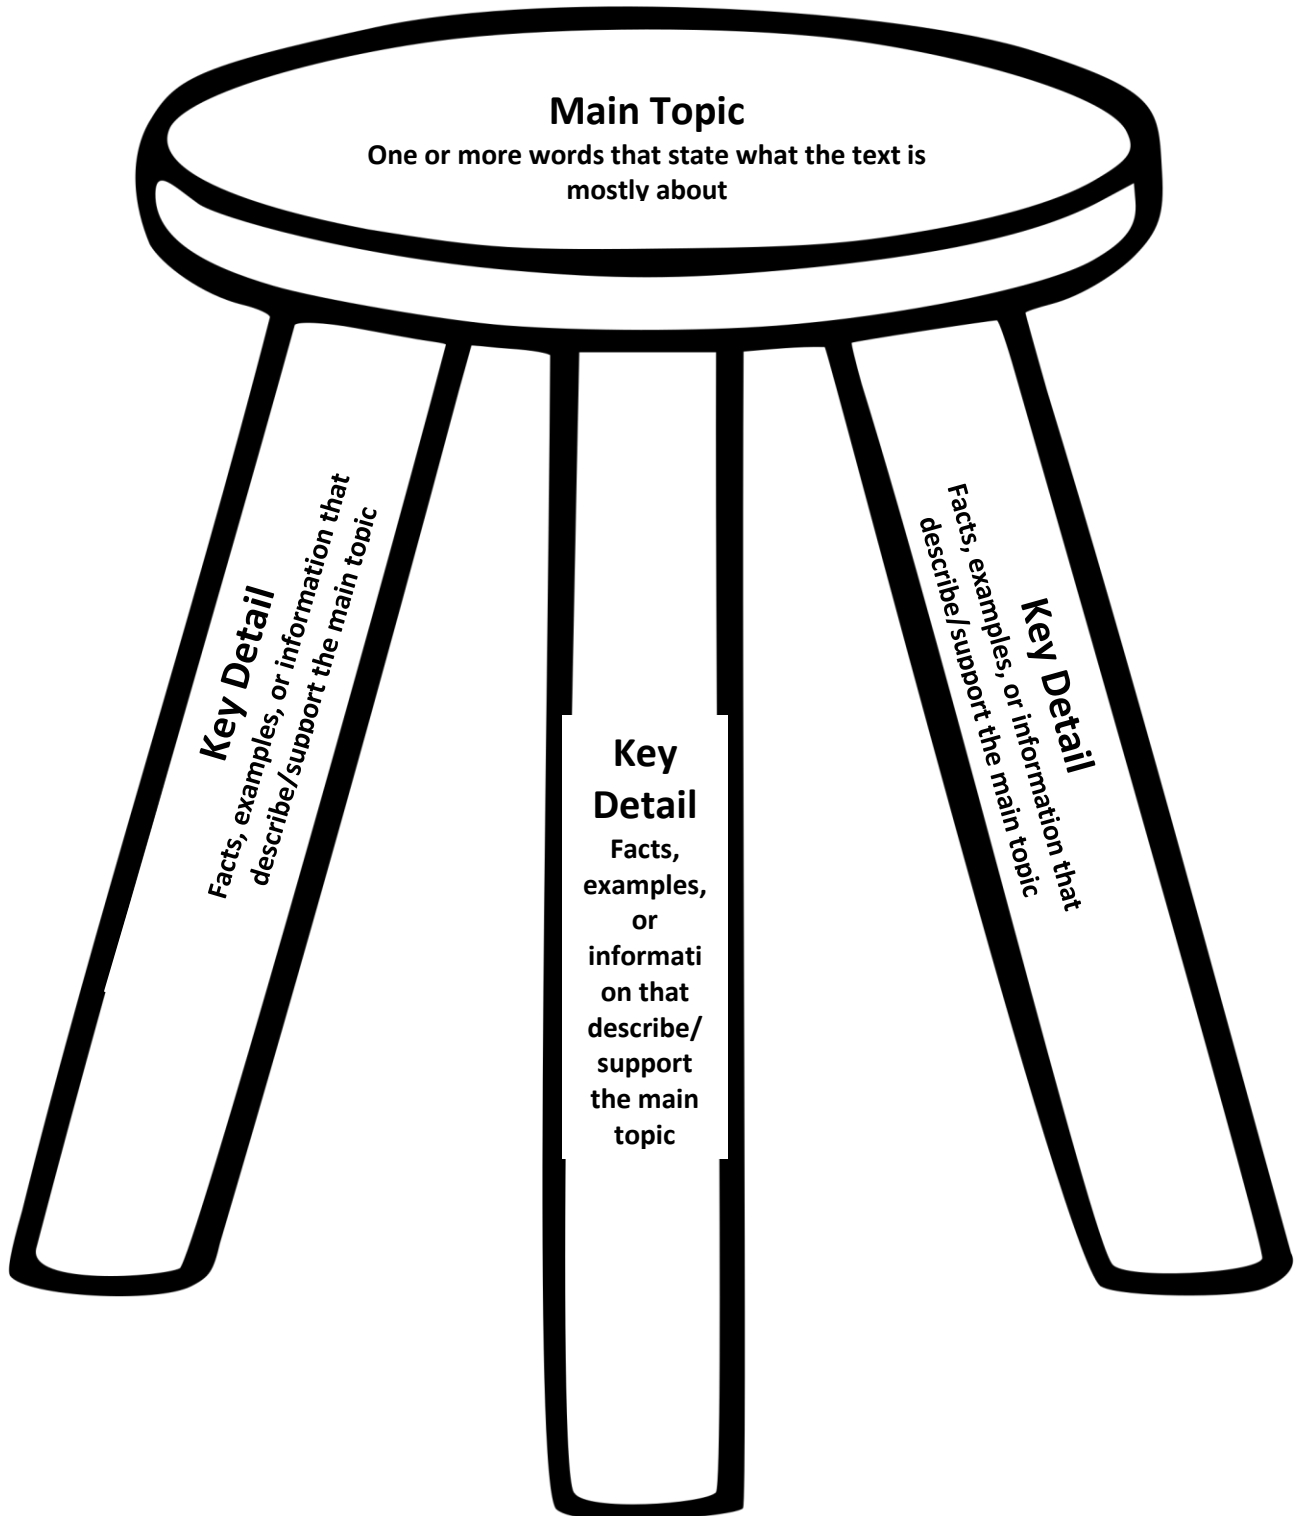 Main Topic
One or more words that state what the text is
mostly about
Key Detail
Facts, examples, or information that
describe/support the main topic
Key
Detail
Facts,
examples,
or
informati
on that
describe/
support
the main
topic
Key Detail
Facts, examples, or information that
describe/support the main topic